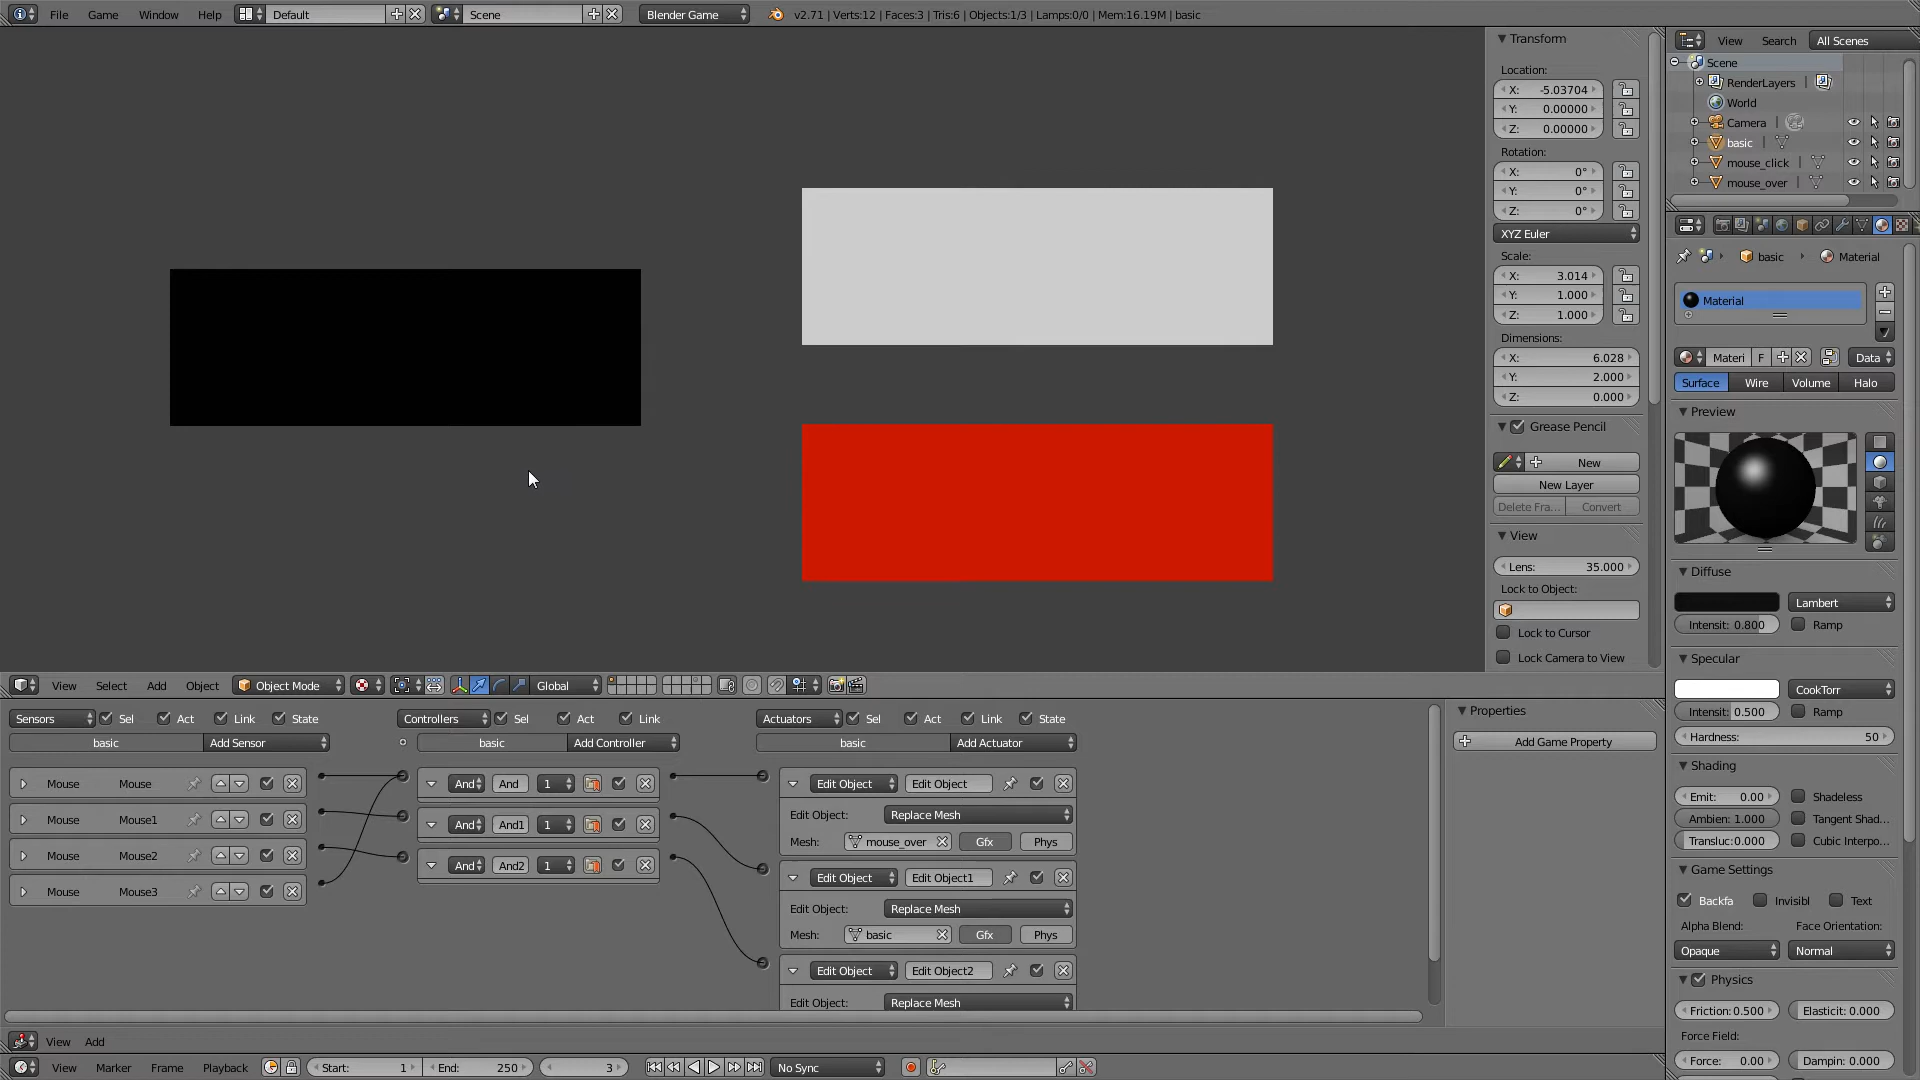 File Game Window Help Default Scene Blender Game v2.71 | Verts:12 | Faces:3 | Tris:6 | Objects:1/3 | Lamps:0/0 | Mem:16.19M | basic
Transform
Location:
X: -5.03704
Y: 0.00000
Z: 0.00000
Rotation:
X: 0°
Y: 0°
Z: 0°
XYZ Euler
Scale:
X: 3.014
Y: 1.000
Z: 1.000
Dimensions:
X: 6.028
Y: 2.000
Z: 0.000
Grease Pencil
New
New Layer
Delete Fra... Convert
View
Lens: 35.000
Lock to Object:
Lock to Cursor
Lock Camera to View
View Search All Scenes
Scene
RenderLayers |
World
Camera |
basic |
mouse_click |
mouse_over |
basic Material
Material
Materi F Data
Surface Wire Volume Halo
Preview
Diffuse
Lambert
Intensit: 0.800 Ramp
Specular
CookTorr
Intensit: 0.500 Ramp
Hardness: 50
Shading
Emit: 0.00 Shadeless
Ambien: 1.000 Tangent Shad...
Transluc:0.000 Cubic Interpo...
Game Settings
Backfa Invisibl Text
Alpha Blend: Face Orientation:
Opaque Normal
Physics
Friction:0.500 Elasticit: 0.000
Force Field:
Force: 0.00 Dampin: 0.000
View Select Add Object Object Mode Global
Sensors Sel Act Link State
basic Add Sensor
Mouse Mouse
Mouse Mouse1
Mouse Mouse2
Mouse Mouse3
Controllers Sel Act Link
basic Add Controller
And And 1
And And1 1
And And2 1
Actuators Sel Act Link State
basic Add Actuator
Edit Object Edit Object
Edit Object: Replace Mesh
Mesh: mouse_over Gfx Phys
Edit Object Edit Object1
Edit Object: Replace Mesh
Mesh: basic Gfx Phys
Edit Object Edit Object2
Edit Object: Replace Mesh
Properties
Add Game Property
View Add
View Marker Frame Playback Start: 1 End: 250 3 No Sync